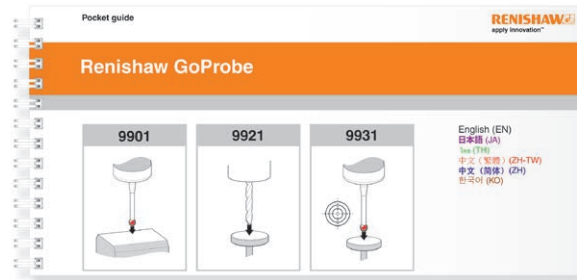 Pocket guide
RENISHAW
apply innovation™
Renishaw GoProbe
9901
9921
9931
English (EN)
日本語 (JA)
ไทย (TH)
中文（繁體）(ZH-TW)
中文（简体）(ZH)
한국어 (KO)